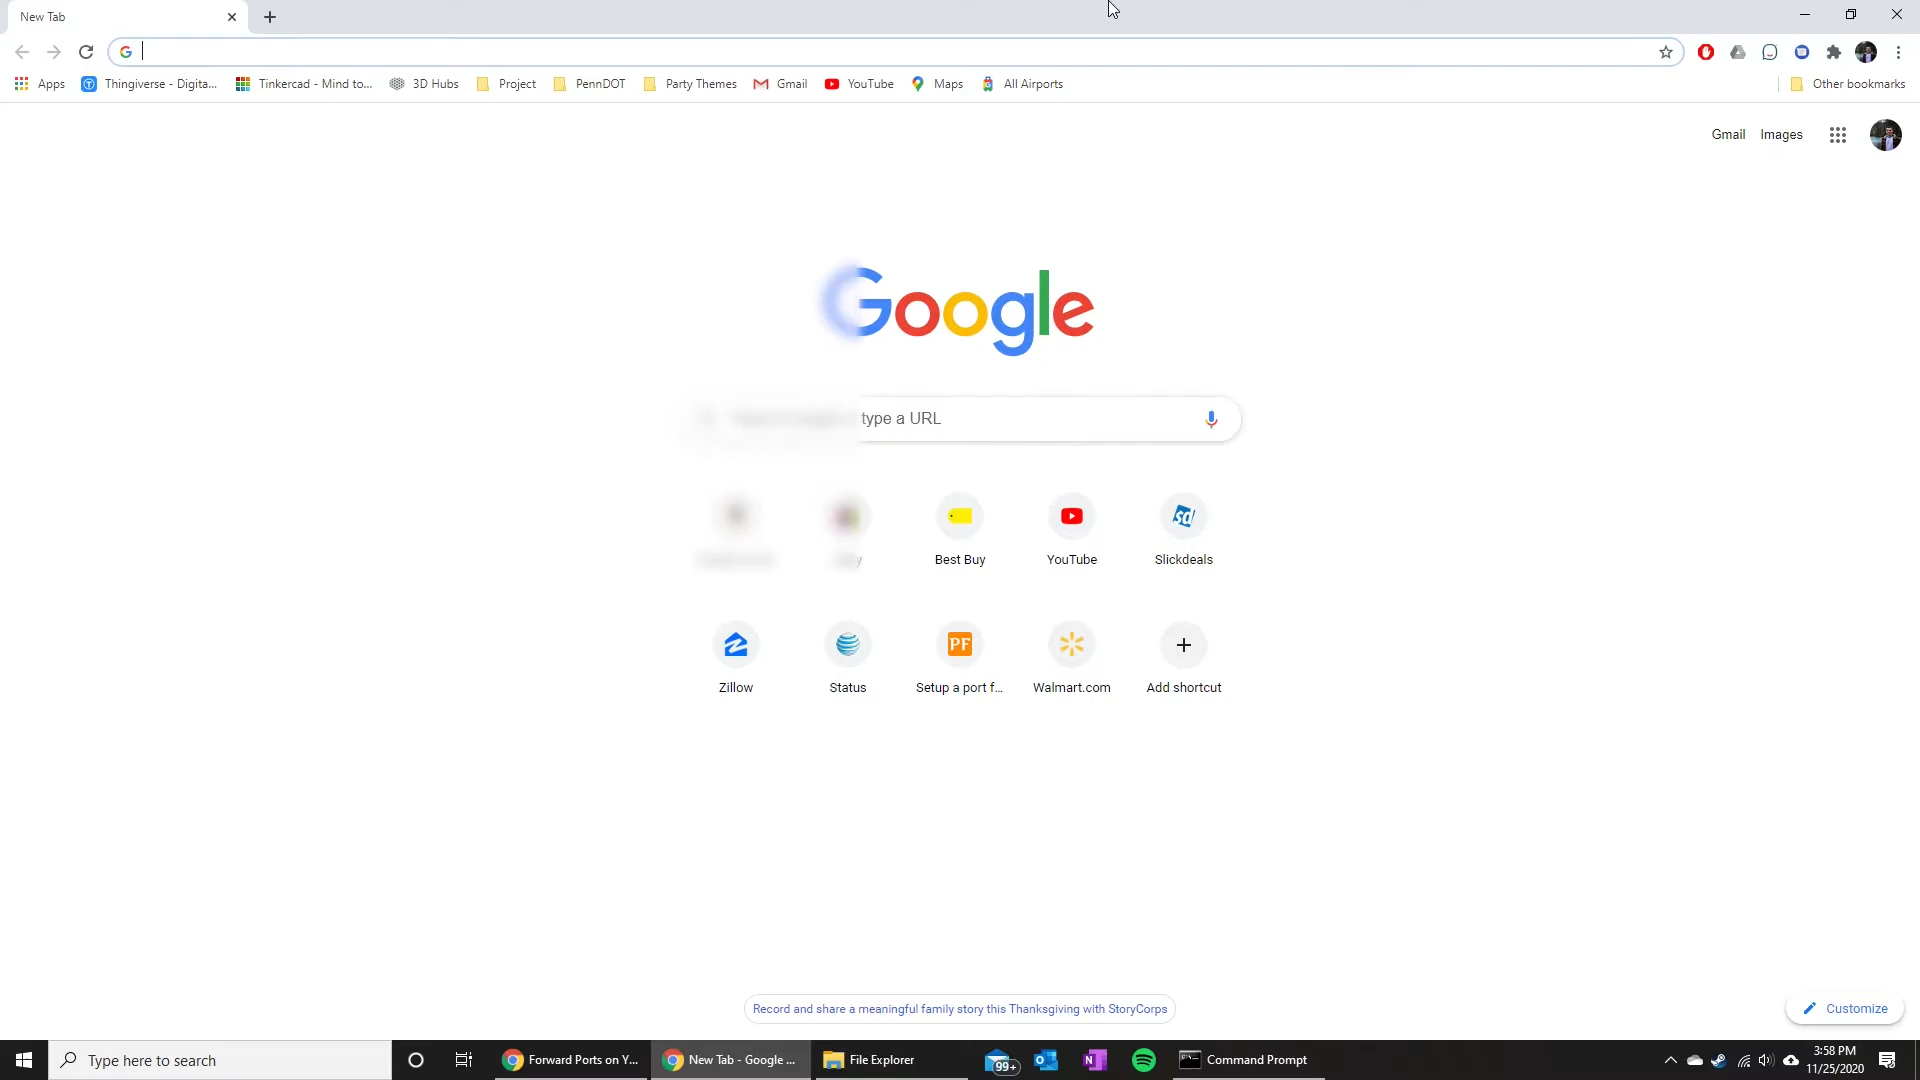 New Tab
Apps
Thingiverse - Digita...
Tinkercad - Mind to...
3D Hubs
Project
PennDOT
Party Themes
Gmail
YouTube
Maps
All Airports
Other bookmarks
Gmail
Images
Google
type a URL
Best Buy
YouTube
sd
Slickdeals
Zillow
Status
PF
Setup a port f...
Walmart.com
Add shortcut
Record and share a meaningful family story this Thanksgiving with StoryCorps
Customize
Type here to search
Forward Ports on Y...
New Tab - Google ...
File Explorer
99+
Command Prompt
3:58 PM
11/25/2020